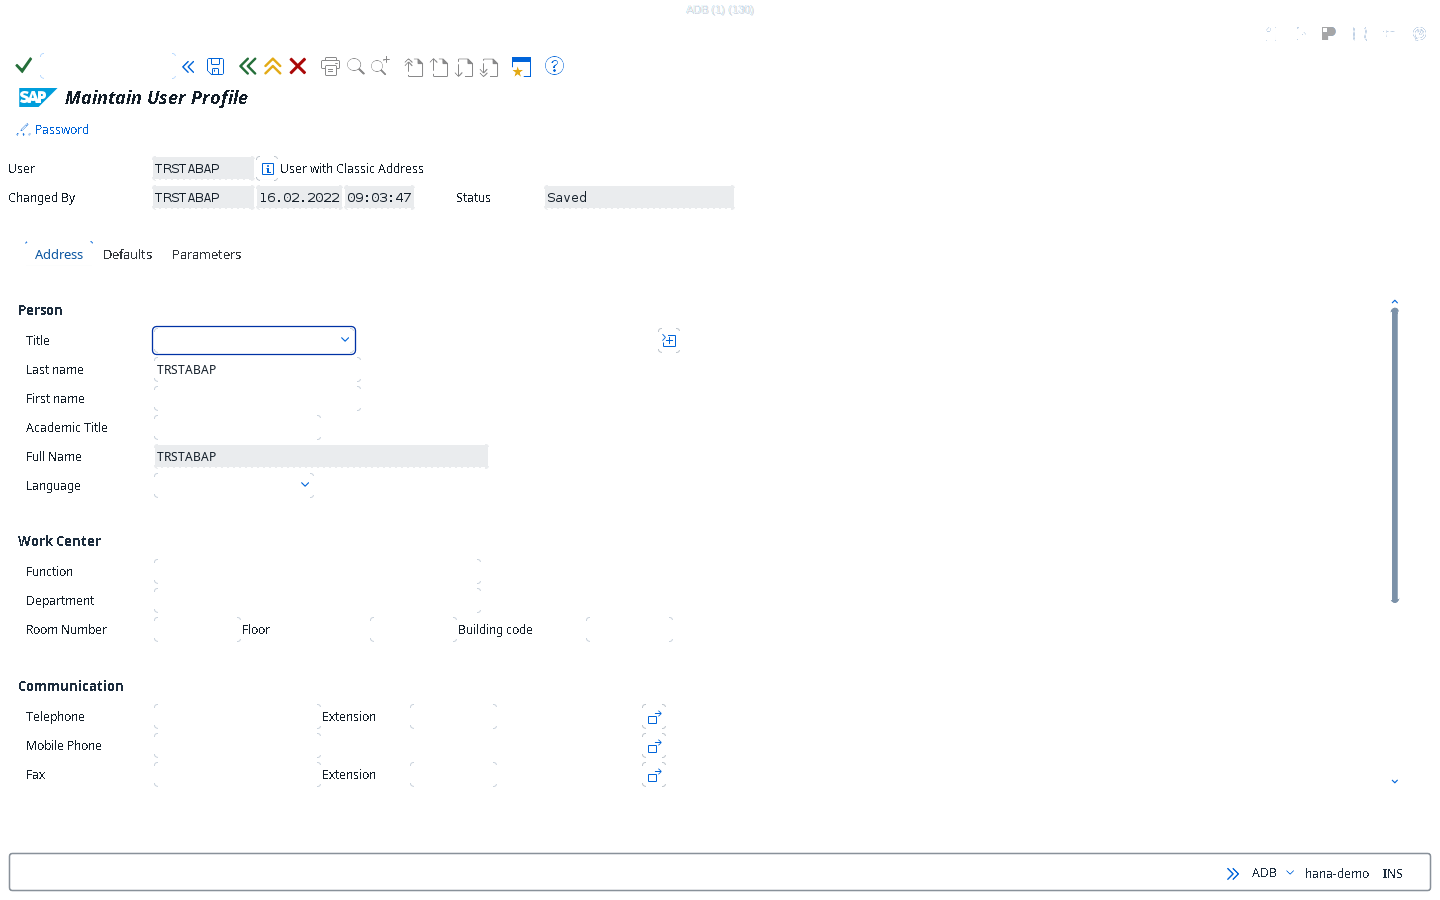 ADB (1) (130)
SAP Maintain User Profile
Password
User TRSTABAP User with Classic Address
Changed By TRSTABAP 16.02.2022 09:03:47 Status Saved
Address Defaults Parameters
Person
Title
Last name TRSTABAP
First name
Academic Title
Full Name TRSTABAP
Language
Work Center
Function
Department
Room Number Floor Building code
Communication
Telephone Extension
Mobile Phone
Fax Extension
ADB hana-demo INS